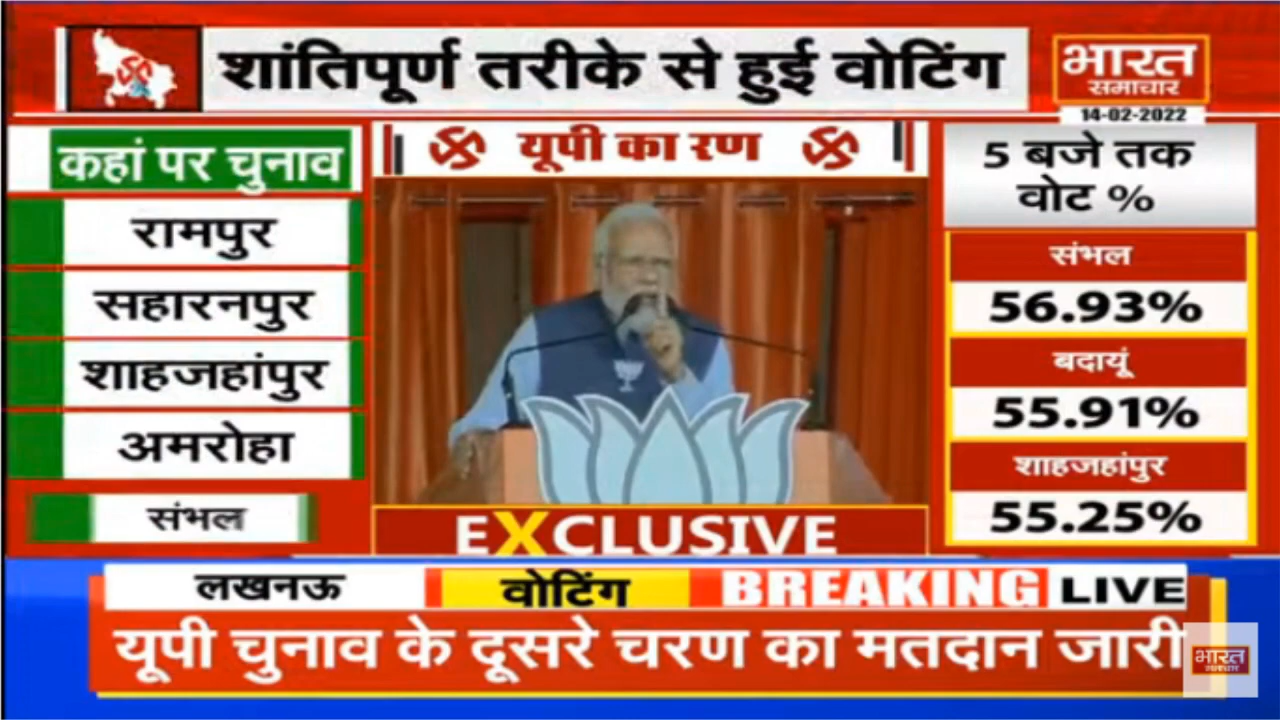 शांतिपूर्ण तरीके से हुई वोटिंग
भारत
समाचार
14-02-2022
कहां पर चुनाव
रामपुर
सहारनपुर
शाहजहांपुर
अमरोहा
संभल
यूपी का रण
EXCLUSIVE
5 बजे तक
वोट %
संभल
56.93%
बदायूं
55.91%
शाहजहांपुर
55.25%
लखनऊ वोटिंग BREAKING LIVE
यूपी चुनाव के दूसरे चरण का मतदान जारी
भारत
समाचार